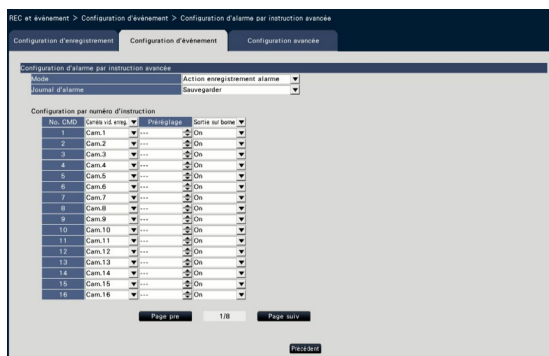 REC et événement > Configuration d'événement > Configuration d'alarme par instruction avancée
Configuration d'enregistrement Configuration d'événement Configuration avancée
Configuration d'alarme par instruction avancée
Mode Action enregistrement alarme
Journal d'alarme Sauvegarder
Configuration par numéro d'instruction
No. CMD Caméra vid. enreg. Préréglage Sortie sur borne
1 Cam.1 --- On
2 Cam.2 --- On
3 Cam.3 --- On
4 Cam.4 --- On
5 Cam.5 --- On
6 Cam.6 --- On
7 Cam.7 --- On
8 Cam.8 --- On
9 Cam.9 --- On
10 Cam.10 --- On
11 Cam.11 --- On
12 Cam.12 --- On
13 Cam.13 --- On
14 Cam.14 --- On
15 Cam.15 --- On
16 Cam.16 --- On
Page pre 1/8 Page suiv
Précédent